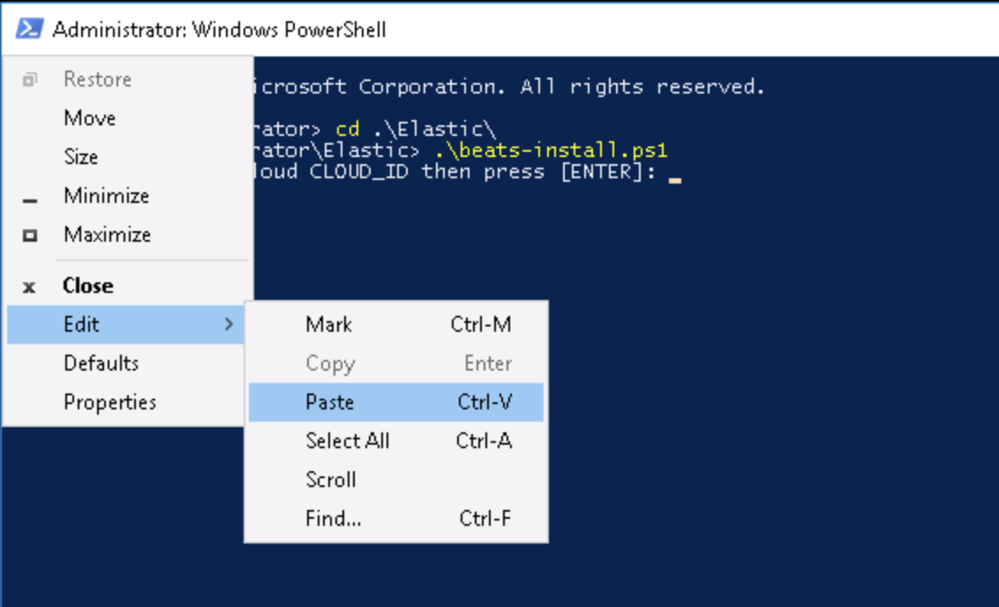 Administrator: Windows PowerShell
Restore
Move
Size
Minimize
Maximize
Close
Edit
Defaults
Properties
icrosoft Corporation. All rights reserved.
rator> cd .\Elastic\
rator\Elastic> .\beats-install.ps1
loud CLOUD_ID then press [ENTER]: _
Mark Ctrl-M
Copy Enter
Paste Ctrl-V
Select All Ctrl-A
Scroll
Find... Ctrl-F